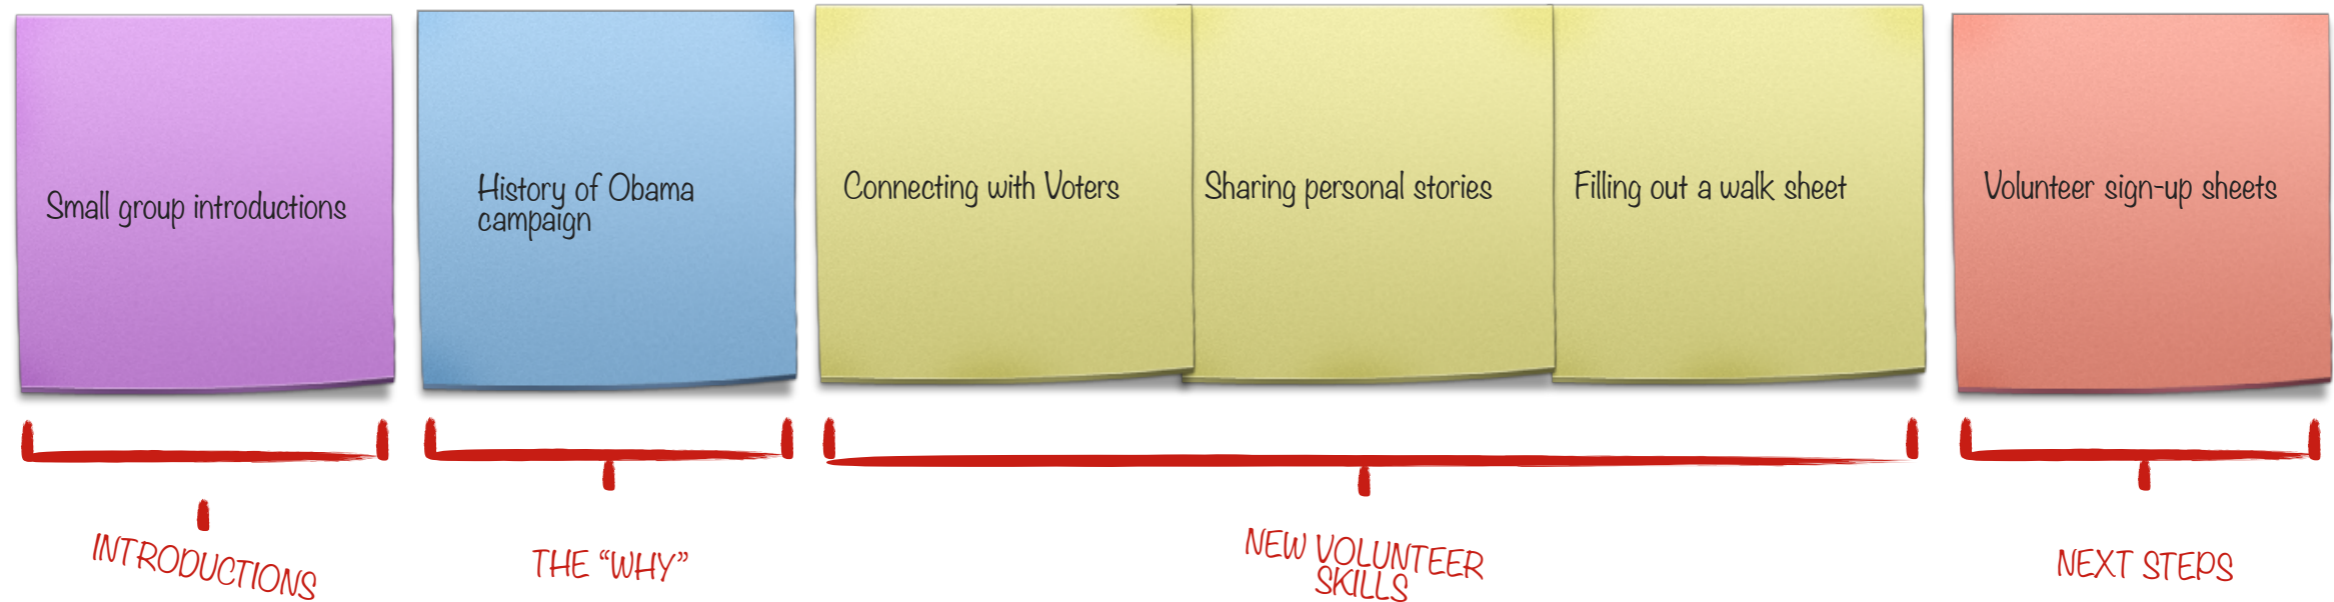 Small group introductions
History of Obama
campaign
Connecting with Voters
Sharing personal stories
Filling out a walk sheet
Volunteer sign-up sheets
INTRODUCTIONS
THE “WHY”
NEW VOLUNTEER
SKILLS
NEXT STEPS